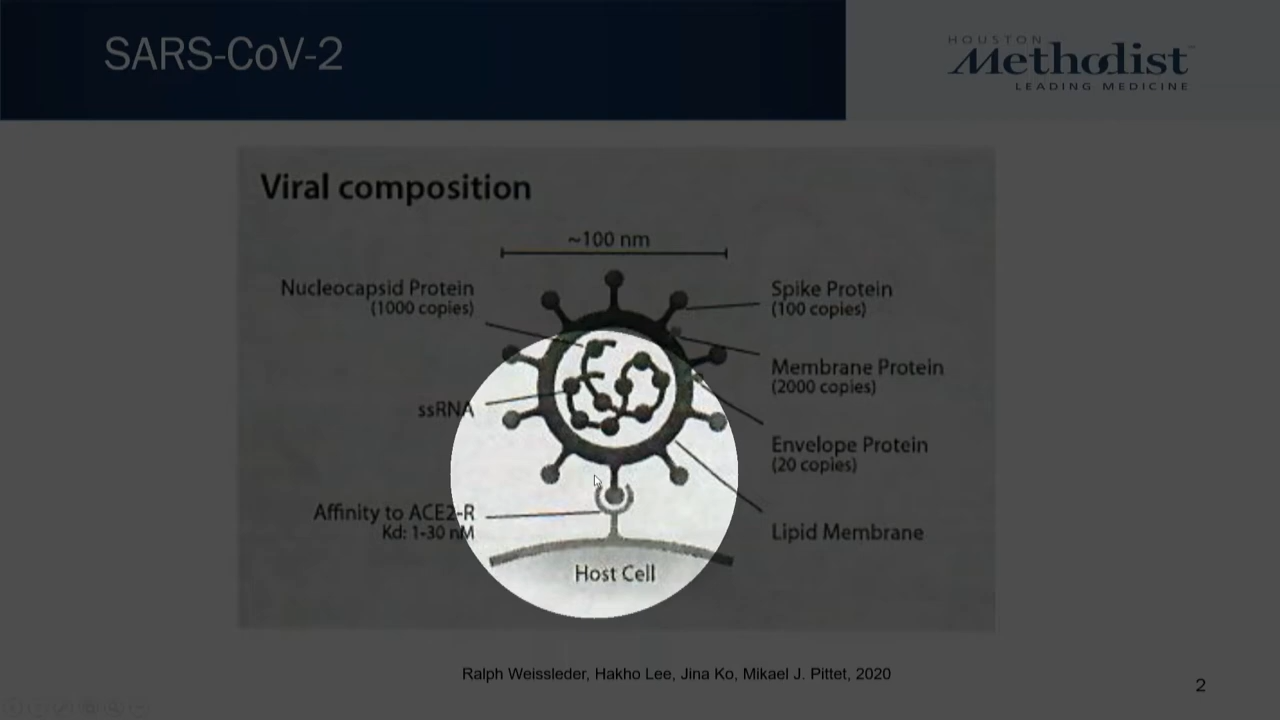 SARS-CoV-2
HOUSTON
Methodist
LEADING MEDICINE
Viral composition
~100 nm
Nucleocapsid Protein
(1000 copies)
Spike Protein
(100 copies)
Membrane Protein
(2000 copies)
ssRNA
Envelope Protein
(20 copies)
Affinity to ACE2-R
Kd: 1-30 nM
Lipid Membrane
Host Cell
Ralph Weissleder, Hakho Lee, Jina Ko, Mikael J. Pittet, 2020
2